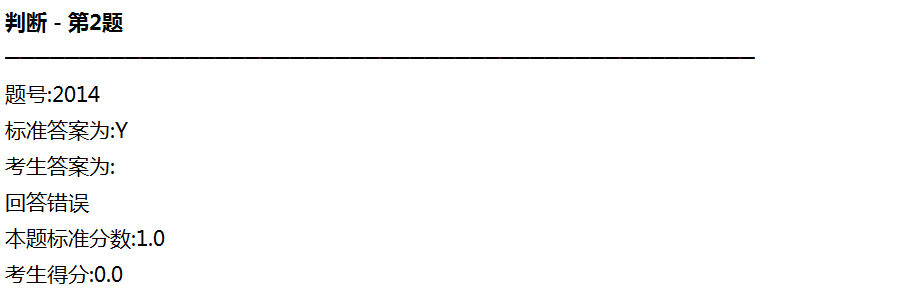 判断 - 第2题
题号:2014
标准答案为:Y
考生答案为:
回答错误
本题标准分数:1.0
考生得分:0.0